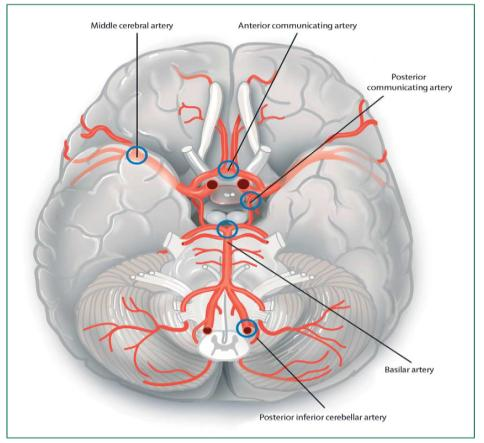 Middle cerebral artery
Anterior communicating artery
Posterior
communicating artery
Basilar artery
Posterior inferior cerebellar artery